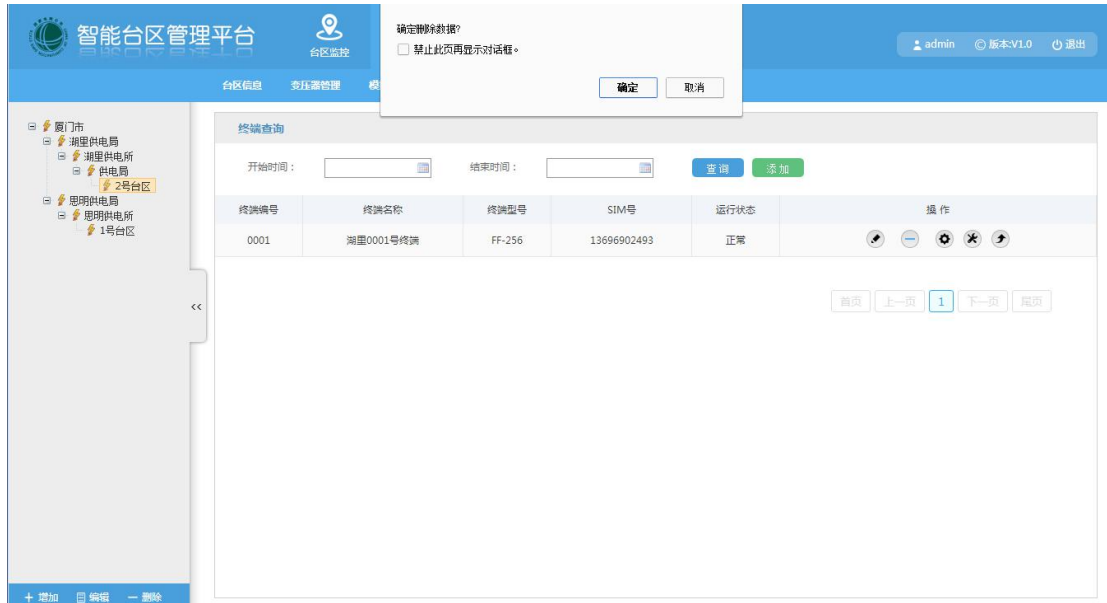 智能台区管理平台
台区监控
确定删除数据?
禁止此页再显示对话框。
确定 取消
admin © 版本:V1.0 退出
台区信息 变压器管理
厦门市
湖里供电局
湖里供电所
供电局
2号台区
思明供电局
思明供电所
1号台区
<<
终端查询
开始时间: 结束时间: 查询 添加
终端编号 终端名称 终端型号 SIM号 运行状态 操作
0001 湖里0001号终端 FF-256 13696902493 正常
首页 上一页 1 下一页 尾页
+ 增加 编辑 — 删除